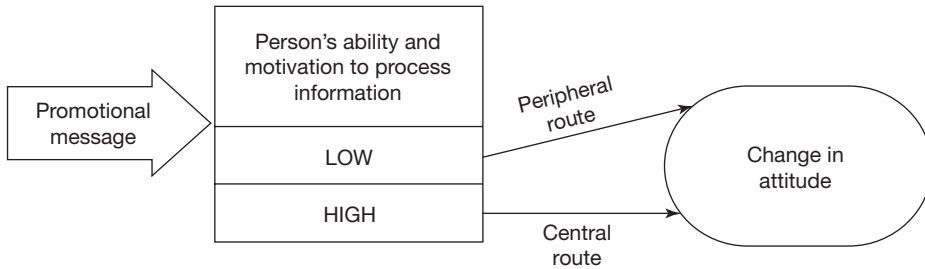 Promotional
message
Person’s ability and
motivation to process
information
LOW
HIGH
Peripheral
route
Central
route
Change in
attitude